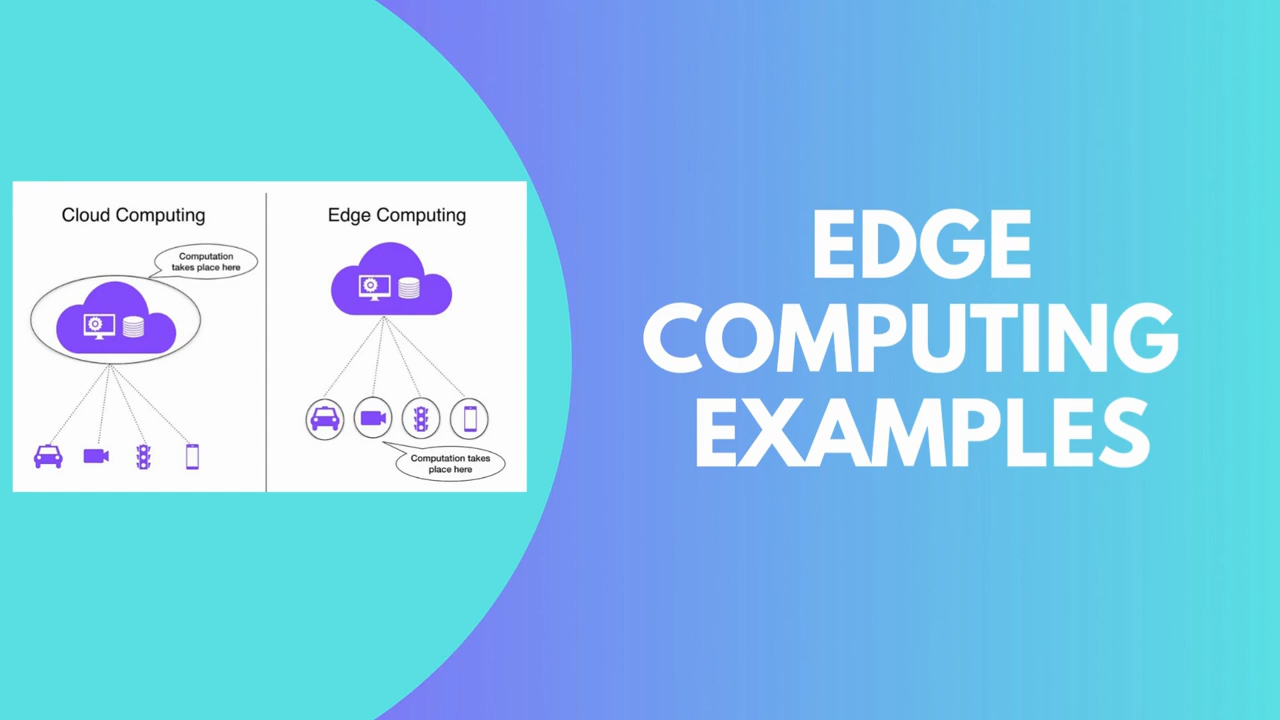 Cloud Computing
Computation
takes place here
Edge Computing
Computation takes
place here
EDGE
COMPUTING
EXAMPLES